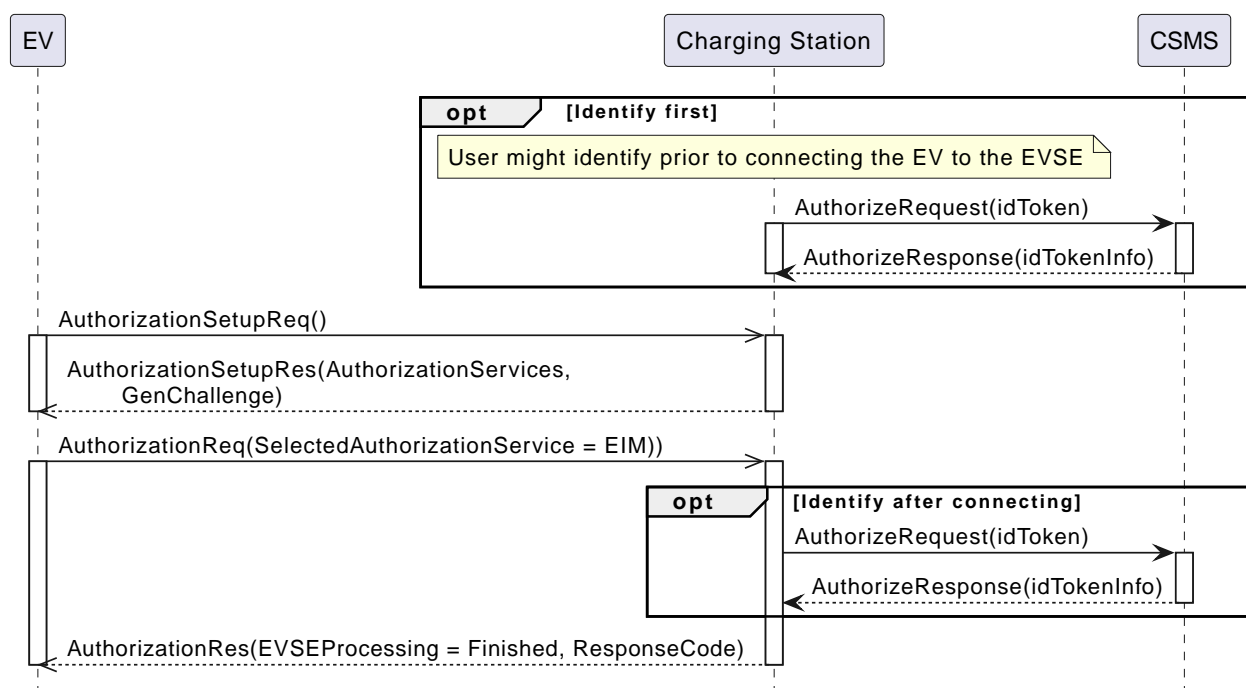 EV
Charging Station
CSMS
opt
[Identify first]
User might identify prior to connecting the EV to the EVSE
AuthorizeRequest(idToken)
AuthorizeResponse(idTokenInfo)
AuthorizationSetupReq()
AuthorizationSetupRes(AuthorizationServices,
GenChallenge)
AuthorizationReq(SelectedAuthorizationService = EIM))
opt
[Identify after connecting]
AuthorizeRequest(idToken)
AuthorizeResponse(idTokenInfo)
AuthorizationRes(EVSEProcessing = Finished, ResponseCode)